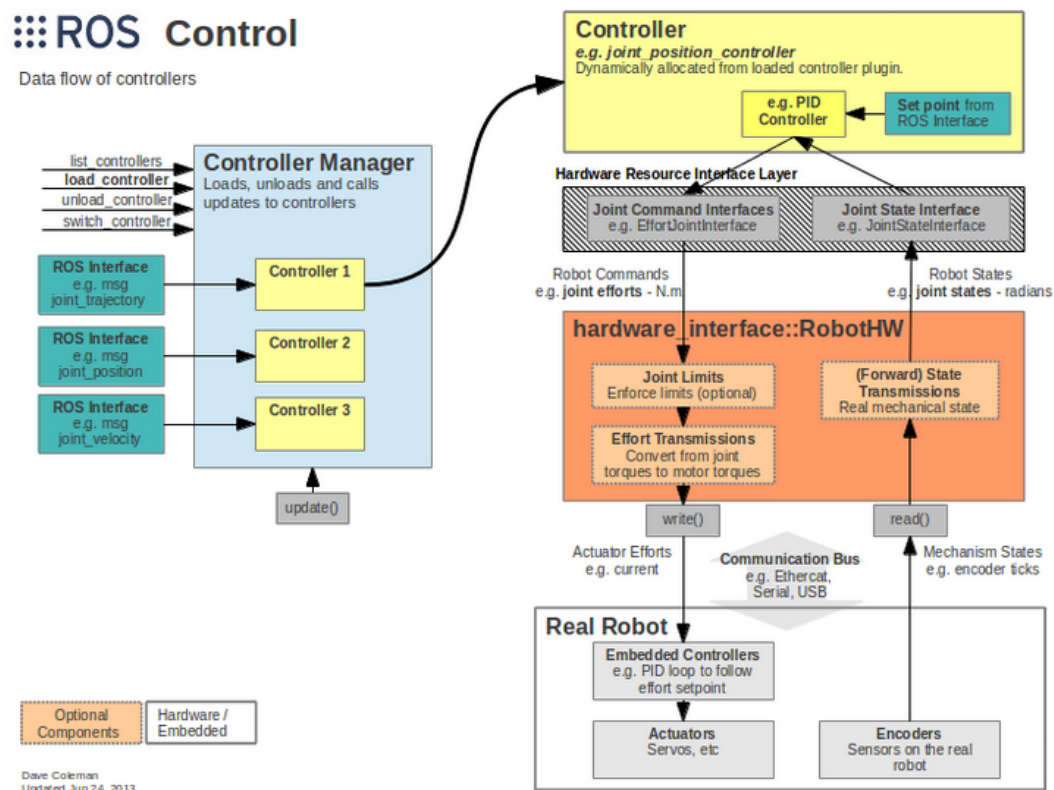 ROS Control
Data flow of controllers
list_controllers
load_controller
unload_controller
switch_controller
Controller Manager
Loads, unloads and calls
updates to controllers
ROS Interface
e.g. msg
joint_trajectory
Controller 1
ROS Interface
e.g. msg
joint_position
Controller 2
ROS Interface
e.g. msg
joint_velocity
Controller 3
update()
Controller
e.g. joint_position_controller
Dynamically allocated from loaded controller plugin.
e.g. PID
Controller
Set point from
ROS Interface
Hardware Resource Interface Layer
Joint Command Interfaces
e.g. EffortJointInterface
Joint State Interface
e.g. JointStateInterface
Robot Commands
e.g. joint efforts - N.m
Robot States
e.g. joint states - radians
hardware_interface::RobotHW
Joint Limits
Enforce limits (optional)
Effort Transmissions
Convert from joint
torques to motor torques
(Forward) State
Transmissions
Real mechanical state
write()
read()
Actuator Efforts
e.g. current
Communication Bus
e.g. Ethercat,
Serial, USB
Mechanism States
e.g. encoder ticks
Real Robot
Embedded Controllers
e.g. PID loop to follow
effort setpoint
Actuators
Servos, etc
Encoders
Sensors on the real
robot
Optional
Components
Hardware /
Embedded
Dave Coleman
Updated Jun 24, 2013